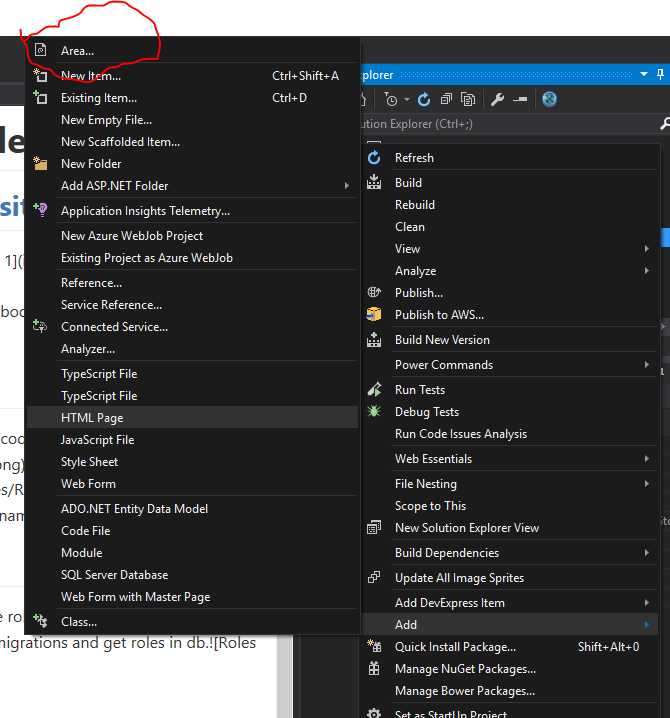 Area...
New Item... Ctrl+Shift+A
Existing Item... Ctrl+D
New Empty File...
New Scaffolded Item...
New Folder
Add ASP.NET Folder
Application Insights Telemetry...
New Azure WebJob Project
Existing Project as Azure WebJob
Reference...
Service Reference...
Connected Service...
Analyzer...
TypeScript File
TypeScript File
HTML Page
JavaScript File
Style Sheet
Web Form
ADO.NET Entity Data Model
Code File
Module
SQL Server Database
Web Form with Master Page
Class...
xplorer
ution Explorer (Ctrl+;)
Refresh
Build
Rebuild
Clean
View
Analyze
Publish...
Publish to AWS...
Build New Version
Power Commands
Run Tests
Debug Tests
Run Code Issues Analysis
Web Essentials
File Nesting
Scope to This
New Solution Explorer View
Build Dependencies
Update All Image Sprites
Add DevExpress Item
Add
Quick Install Package... Shift+Alt+0
Manage NuGet Packages...
Manage Bower Packages...
Set as StartUp Project
le
sit
1](
boo
cod
ong)
es/R
nam
e rol
migrations and get roles in db.![Roles